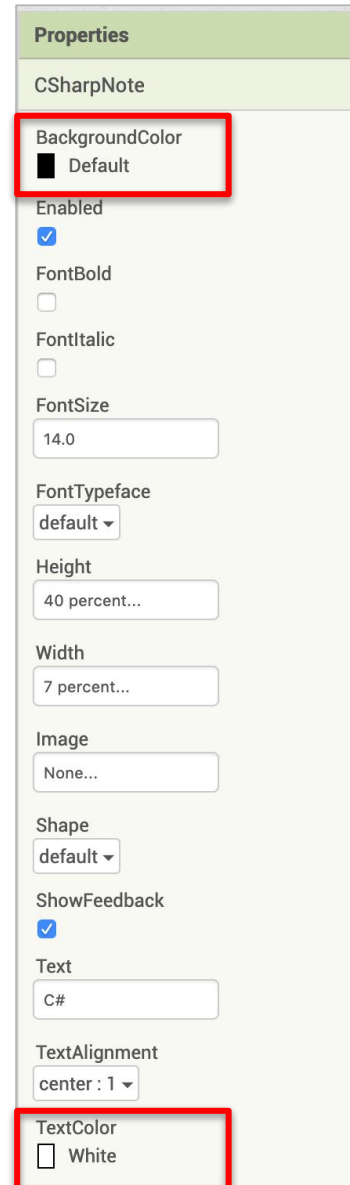 Properties
CSharpNote
BackgroundColor
Default
Enabled
FontBold
FontItalic
FontSize
14.0
FontTypeface
default
Height
40 percent...
Width
7 percent...
Image
None...
Shape
default
ShowFeedback
Text
C#
TextAlignment
center : 1
TextColor
White